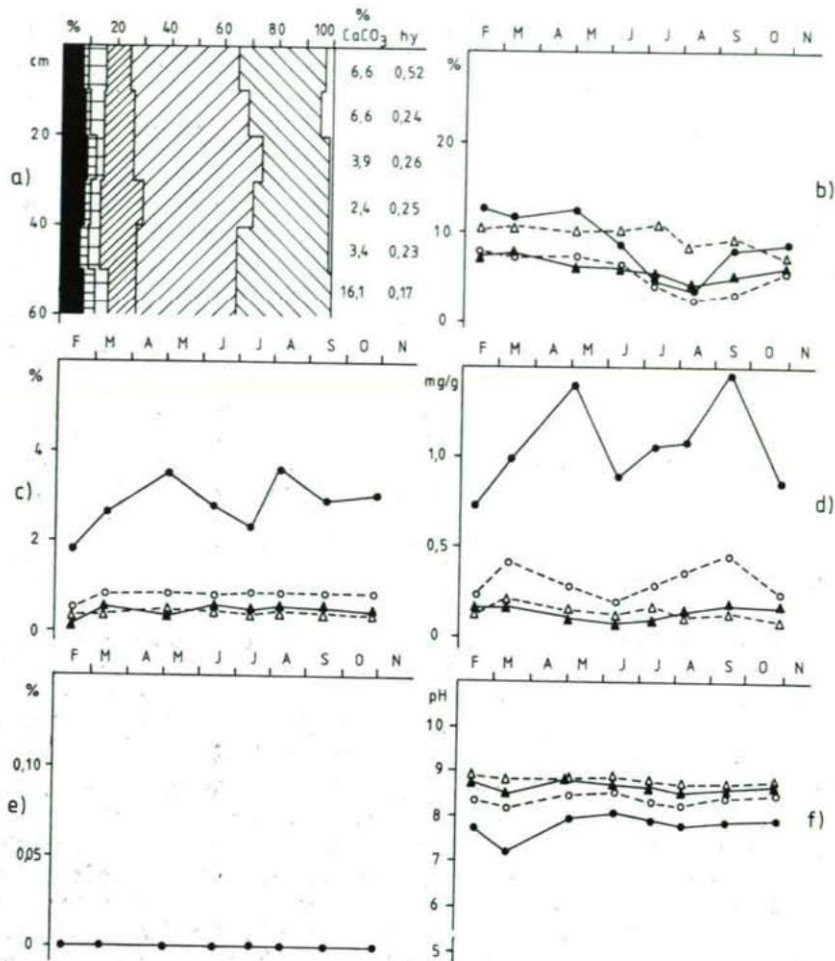 % 20 40 60 80 100 % CaCO₃ hy
cm
20
40
60
6,6 0,52
6,6 0,24
3,9 0,26
2,4 0,25
3,4 0,23
16,1 0,17
a)
F M A M J J A S O N
%
20
10
0
b)
F M A M J J A S O N
%
4
2
0
c)
F M A M J J A S O N
mg/g
1,0
0,5
0
d)
F M A M J J A S O N
%
0,10
0,05
0
e)
F M A M J J A S O N
pH
10
9
8
7
6
5
f)